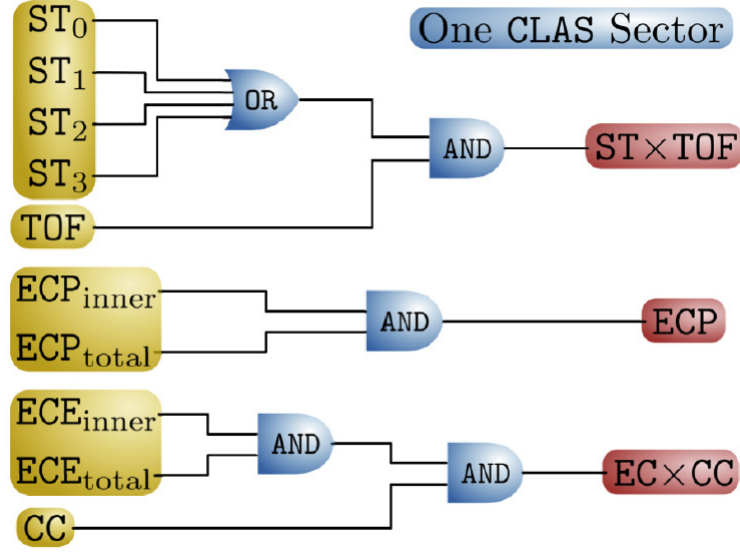 One CLAS Sector
ST₀
ST₁
ST₂
ST₃
TOF
OR
AND
ST×TOF
ECPinner
ECPtotal
AND
ECP
ECEinner
ECEtotal
CC
AND
AND
EC×CC